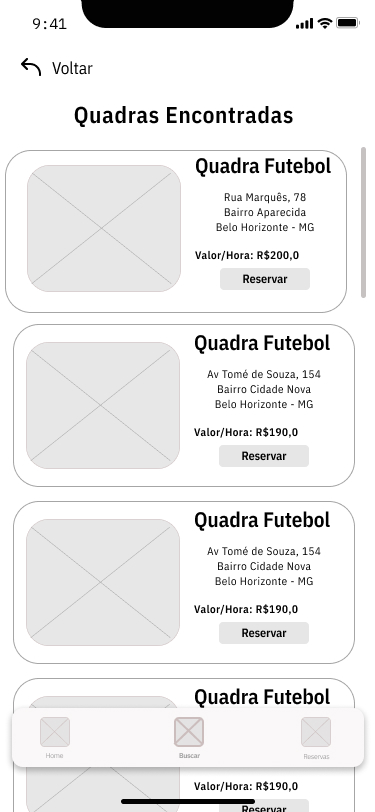 9:41
Voltar
Quadras Encontradas
Quadra Futebol
Rua Marquês, 78
Bairro Aparecida
Belo Horizonte - MG
Valor/Hora: R$200,0
Reservar
Quadra Futebol
Av Tomé de Souza, 154
Bairro Cidade Nova
Belo Horizonte - MG
Valor/Hora: R$190,0
Reservar
Quadra Futebol
Av Tomé de Souza, 154
Bairro Cidade Nova
Belo Horizonte - MG
Valor/Hora: R$190,0
Reservar
Quadra Futebol
Home
Buscar
Reservas
Valor/Hora: R$190,0
Reservar